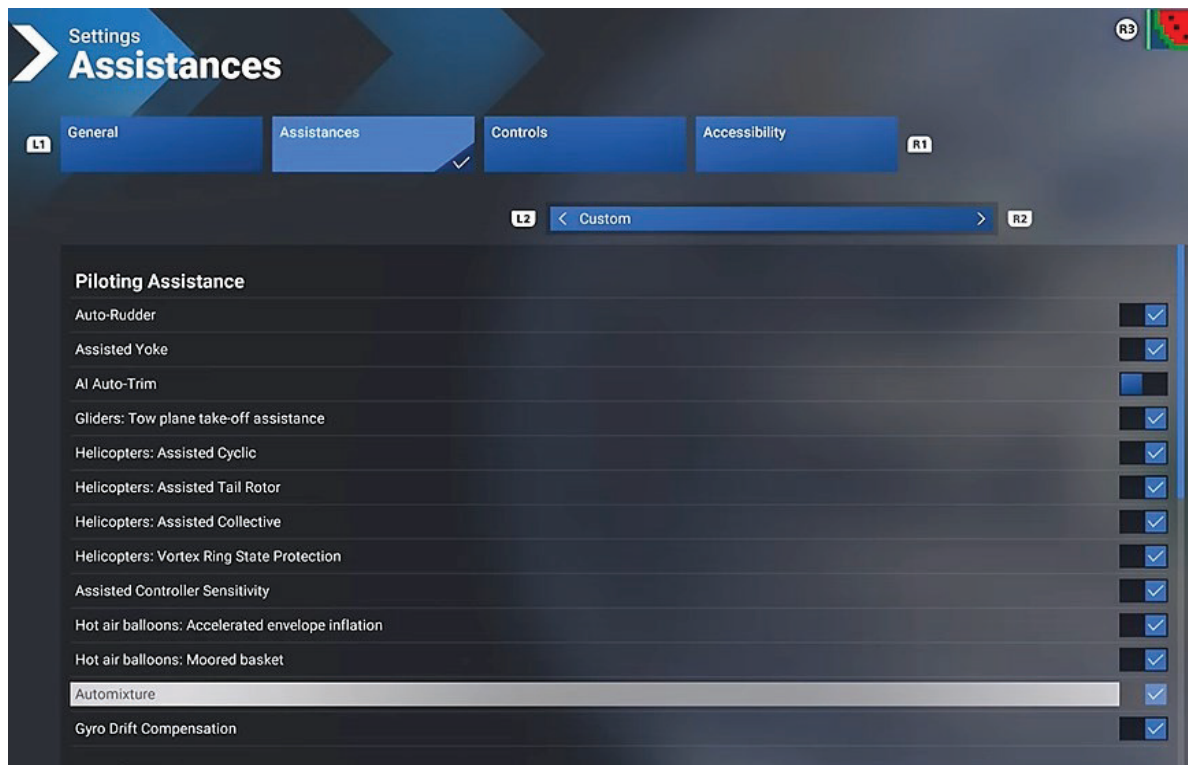 Settings
Assistances
R3
L1
General
Assistances
Controls
Accessibility
R1
L2
< Custom >
R2
Piloting Assistance
Auto-Rudder
Assisted Yoke
AI Auto-Trim
Gliders: Tow plane take-off assistance
Helicopters: Assisted Cyclic
Helicopters: Assisted Tail Rotor
Helicopters: Assisted Collective
Helicopters: Vortex Ring State Protection
Assisted Controller Sensitivity
Hot air balloons: Accelerated envelope inflation
Hot air balloons: Moored basket
Automixture
Gyro Drift Compensation